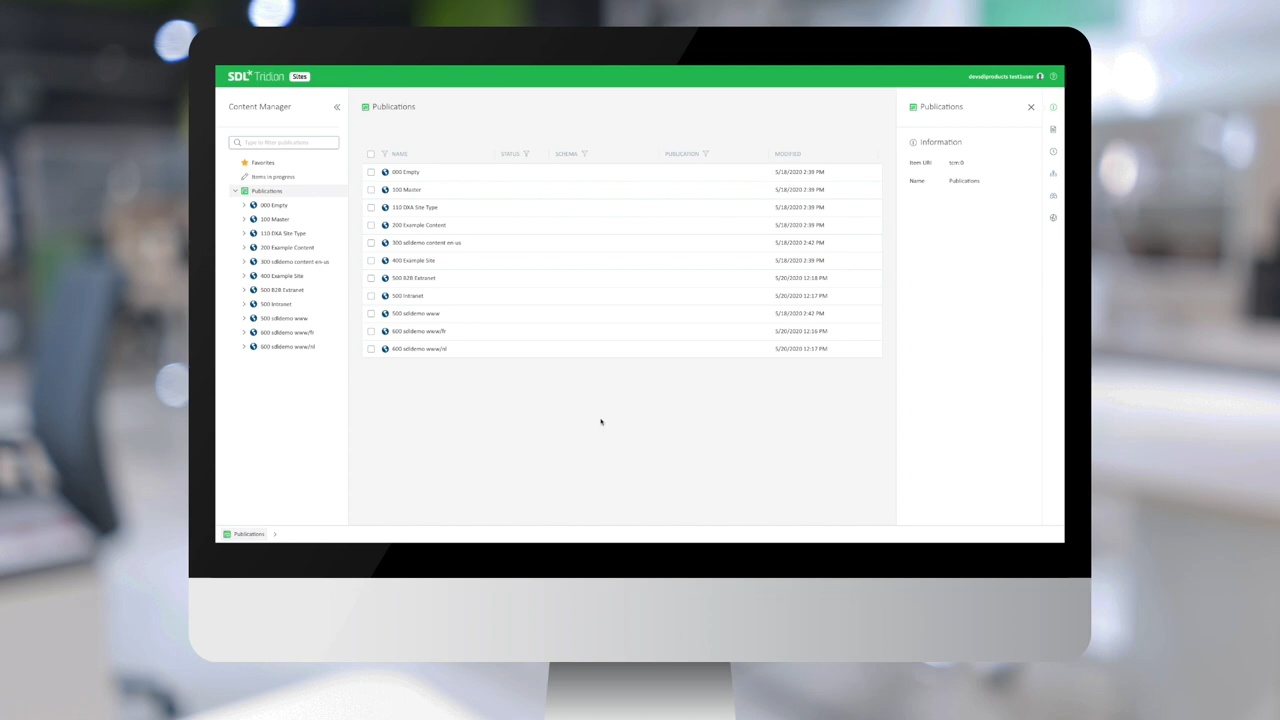 SDL* Tridion Sites
devsdlproducts test1user
Content Manager
Type to filter publications
Favorites
Items in progress
Publications
000 Empty
100 Master
110 DXA Site Type
200 Example Content
300 sdldemo content en-us
400 Example Site
500 B2B Extranet
500 Intranet
500 sdldemo www
600 sdldemo www/fr
600 sdldemo www/nl
Publications
NAME STATUS SCHEMA PUBLICATION MODIFIED
000 Empty 5/18/2020 2:39 PM
100 Master 5/18/2020 2:39 PM
110 DXA Site Type 5/18/2020 2:39 PM
200 Example Content 5/18/2020 2:39 PM
300 sdldemo content en-us 5/18/2020 2:42 PM
400 Example Site 5/18/2020 2:39 PM
500 B2B Extranet 5/20/2020 12:18 PM
500 Intranet 5/20/2020 12:17 PM
500 sdldemo www 5/18/2020 2:42 PM
600 sdldemo www/fr 5/20/2020 12:16 PM
600 sdldemo www/nl 5/20/2020 12:17 PM
Publications
Information
Item URI tcm:0
Name Publications
Publications